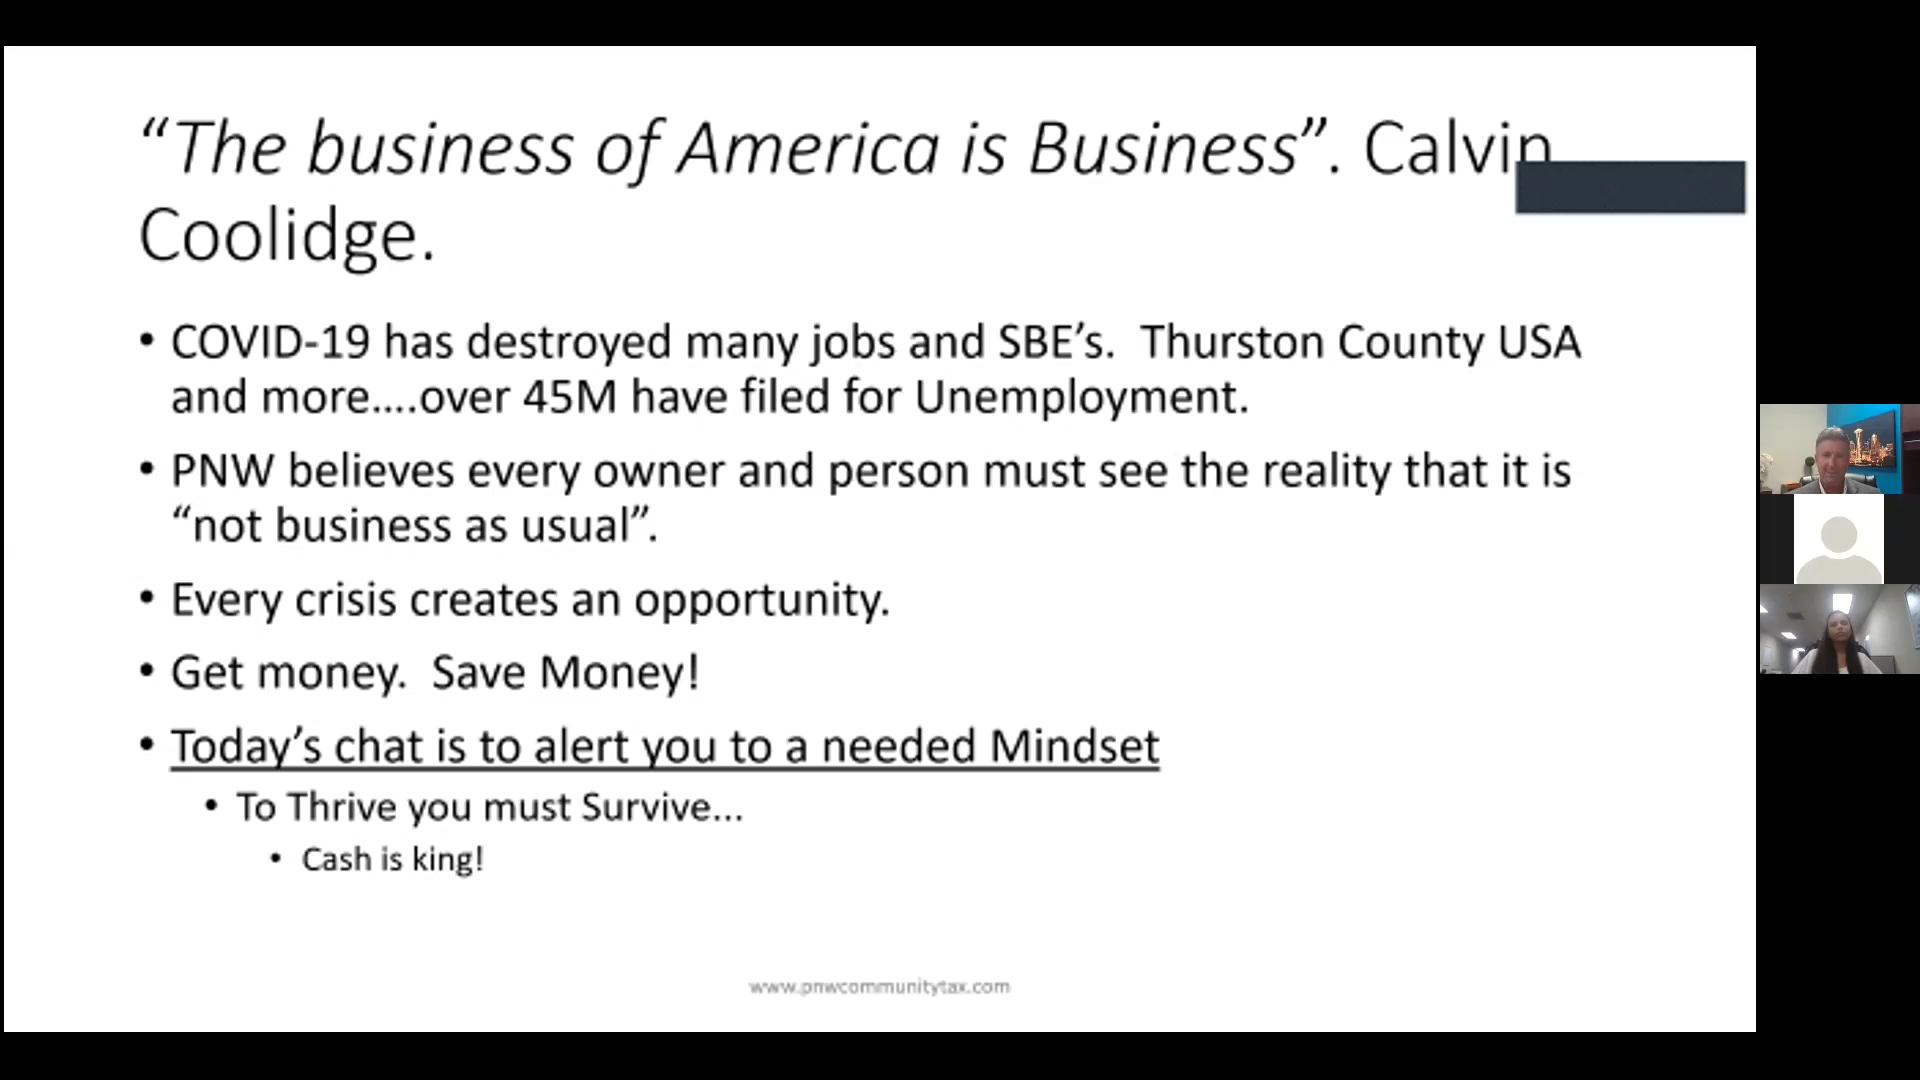 “The business of America is Business”. Calvin
Coolidge.
• COVID-19 has destroyed many jobs and SBE’s.  Thurston County USA
and more....over 45M have filed for Unemployment.
• PNW believes every owner and person must see the reality that it is
“not business as usual”.
• Every crisis creates an opportunity.
• Get money.  Save Money!
• Today’s chat is to alert you to a needed Mindset
• To Thrive you must Survive...
• Cash is king!
www.pnwcommunitytax.com